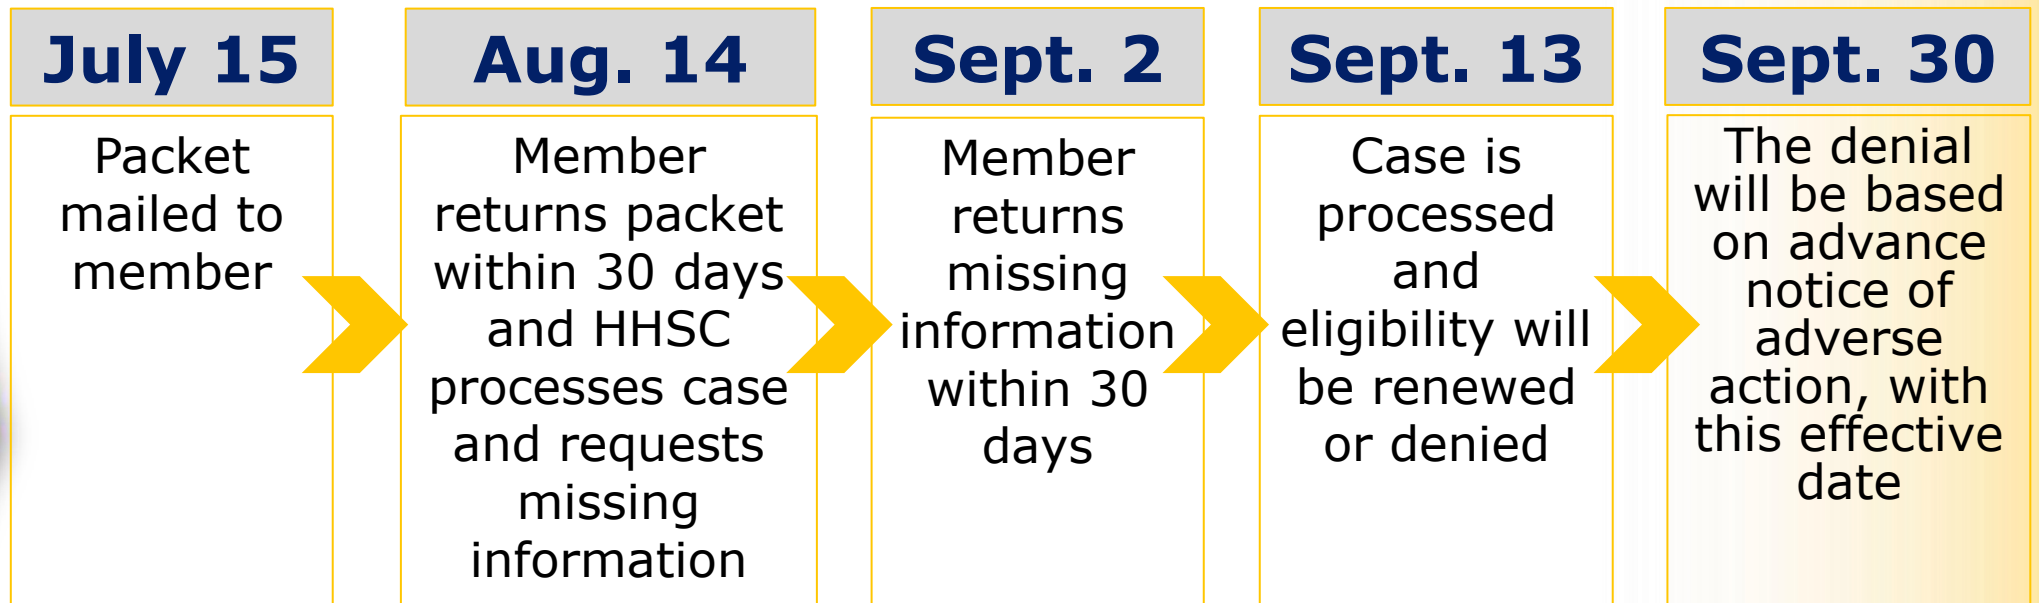 July 15
Packet
mailed to
member
Aug. 14
Member
returns packet
within 30 days
and HHSC
processes case
and requests
missing
information
Sept. 2
Member
returns
missing
information
within 30
days
Sept. 13
Case is
processed
and
eligibility will
be renewed
or denied
Sept. 30
The denial
will be based
on advance
notice of
adverse
action, with
this effective
date